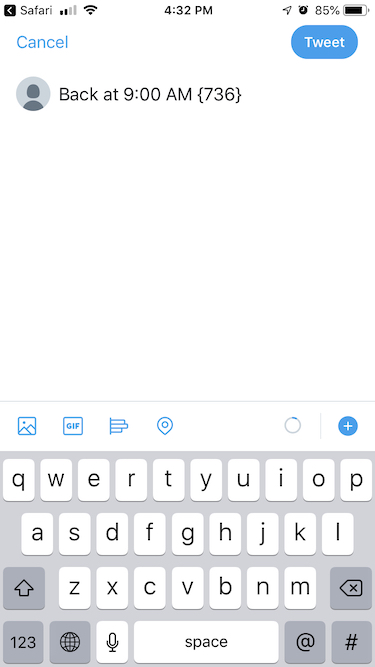 Safari 4:32 PM 85%
Cancel Tweet
Back at 9:00 AM {736}
GIF
q w e r t y u i o p
a s d f g h j k l
z x c v b n m
123 space @ #